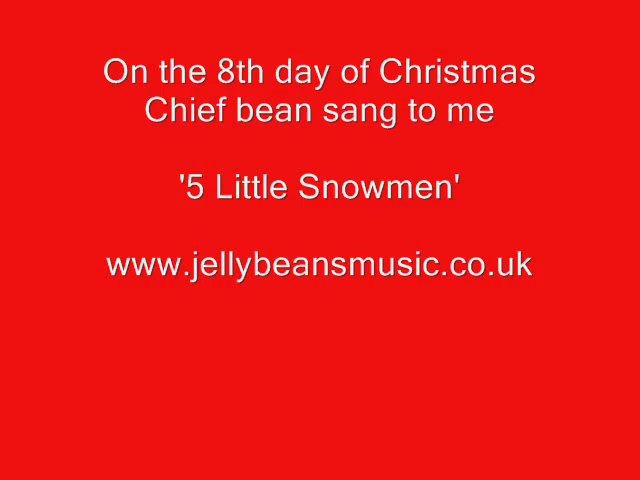 On the 8th day of Christmas
Chief bean sang to me
'5 Little Snowmen'
www.jellybeansmusic.co.uk